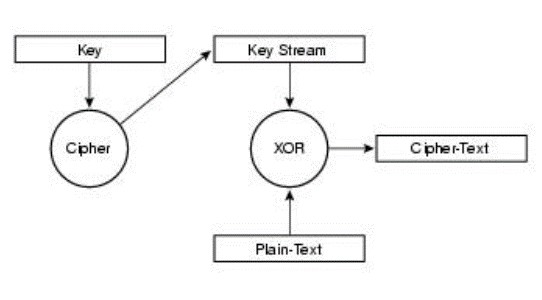 Key
Key Stream
Cipher
XOR
Cipher-Text
Plain-Text